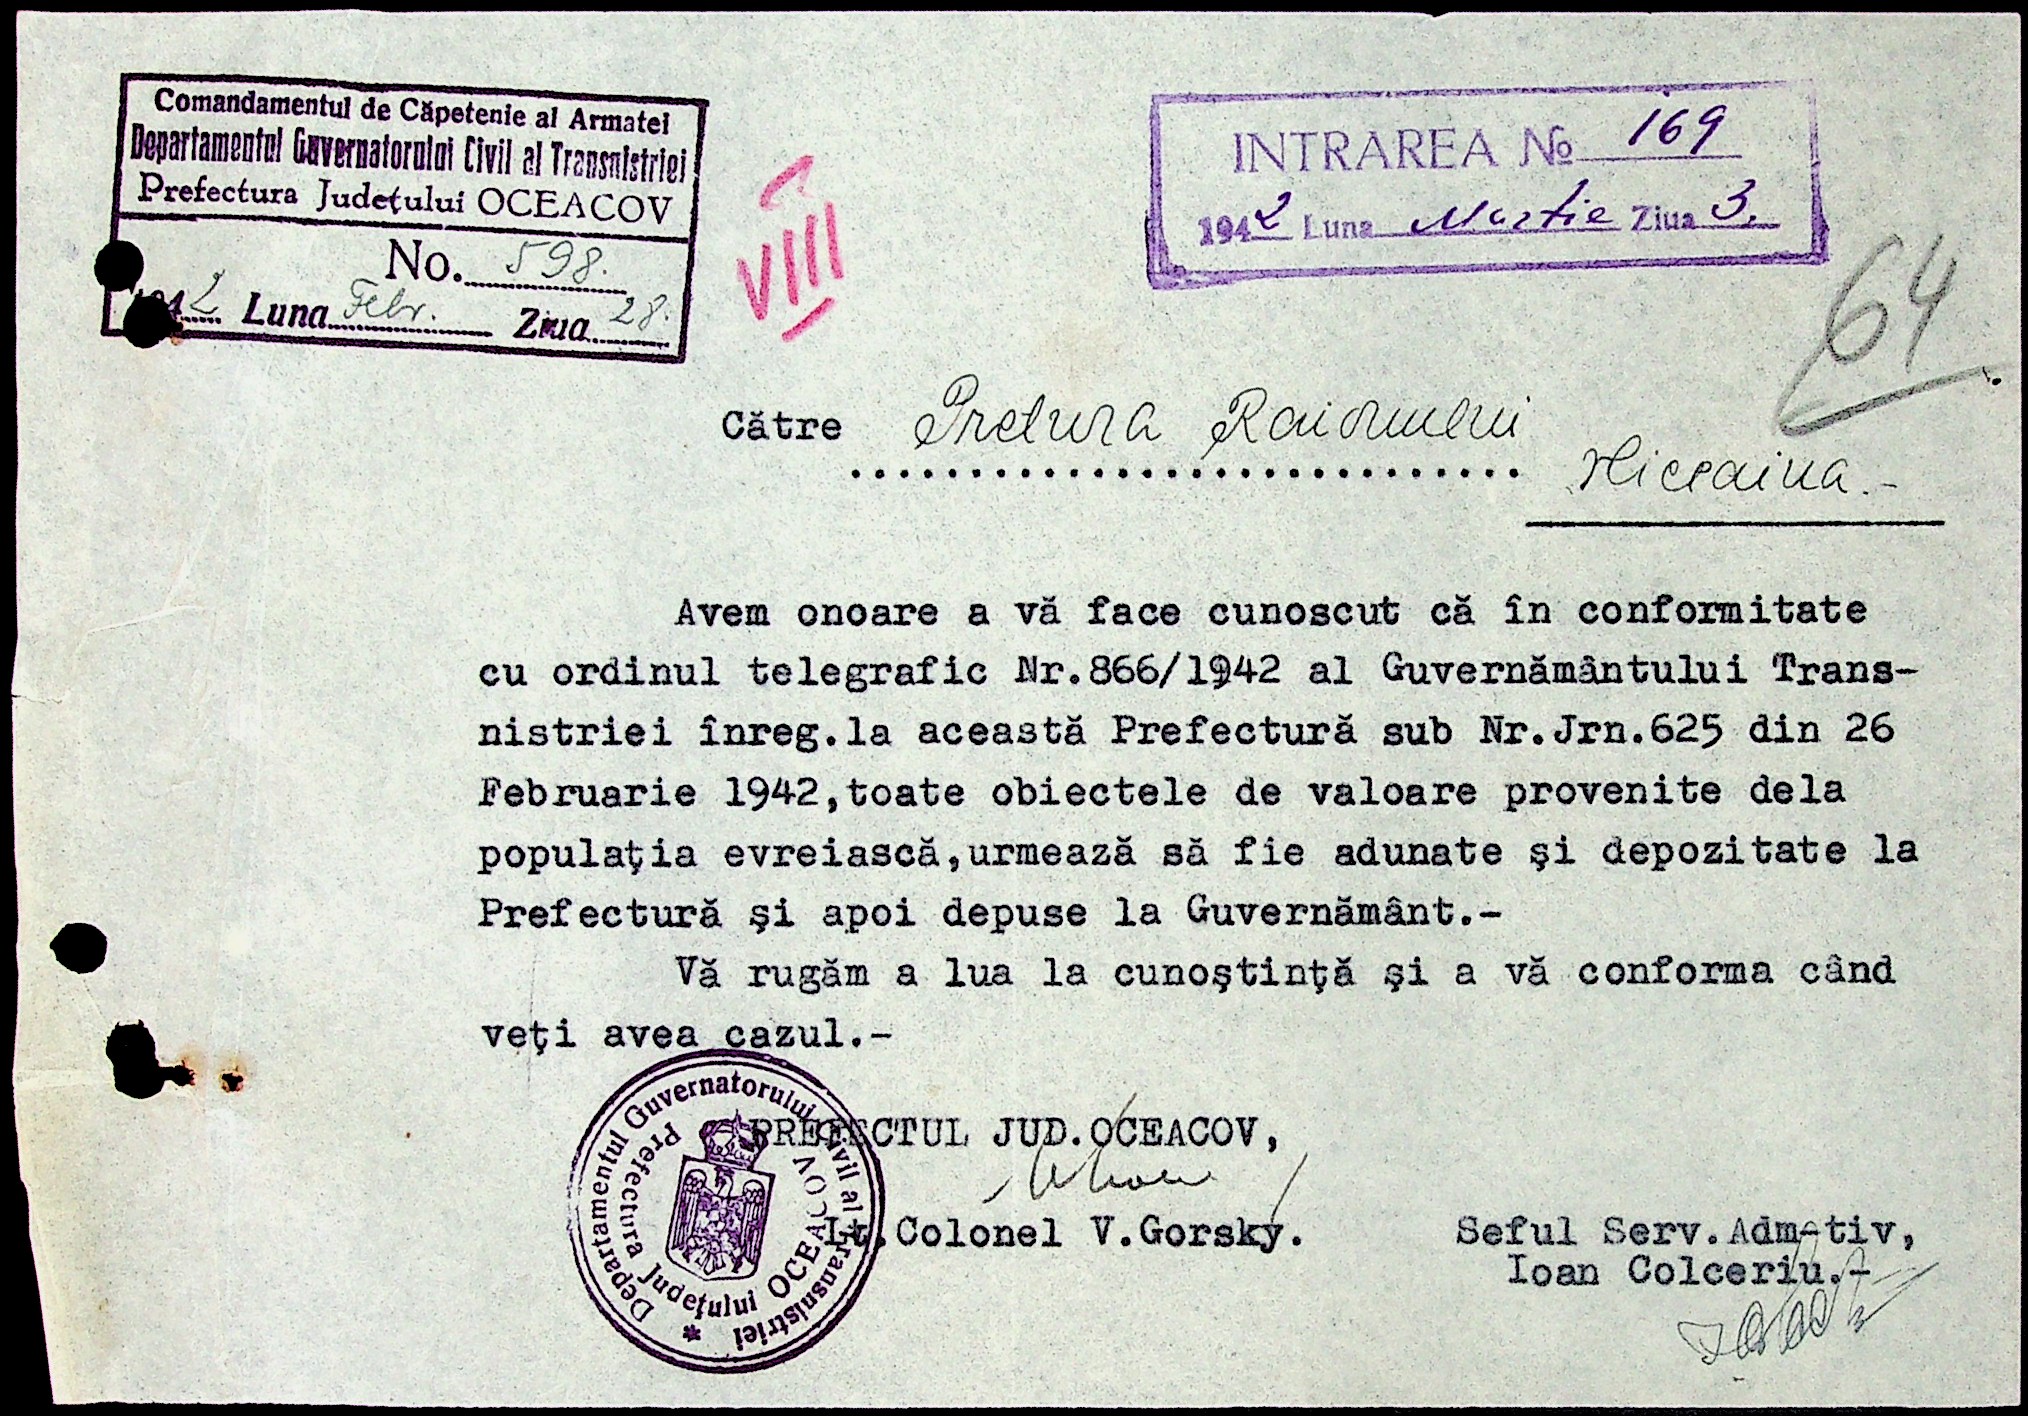 Comandamentul de Căpetenie al Armatei
Departamentul Guvernatorului Civil al Transnistriei
Prefectura Județului OCEACOV
No. 598.
1942 Luna Febr. Ziua 28.
VIII
INTRAREA No 169
1942 Luna Martie Ziua 3.
64
Către Pretura Raionului
Avem onoare a vă face cunoscut că în conformitate
cu ordinul telegrafic Nr.866/1942 al Guvernământului Trans-
nistriei înreg.la această Prefectură sub Nr.Jrn.625 din 26
Februarie 1942,toate obiectele de valoare provenite dela
populaţia evreiască,urmează să fie adunate şi depozitate la
Prefectură şi apoi depuse la Guvernământ.-
Vă rugăm a lua la cunoştinţă şi a vă conforma când
veţi avea cazul.-
PREFECTUL JUD.OCEACOV,
Lt.Colonel V.Gorsky.
Seful Serv.Adm-tiv,
Ioan Colceriu.-
Departamentul Guvernatorului Civil al Transnistriei
Prefectura Județului OCEACOV